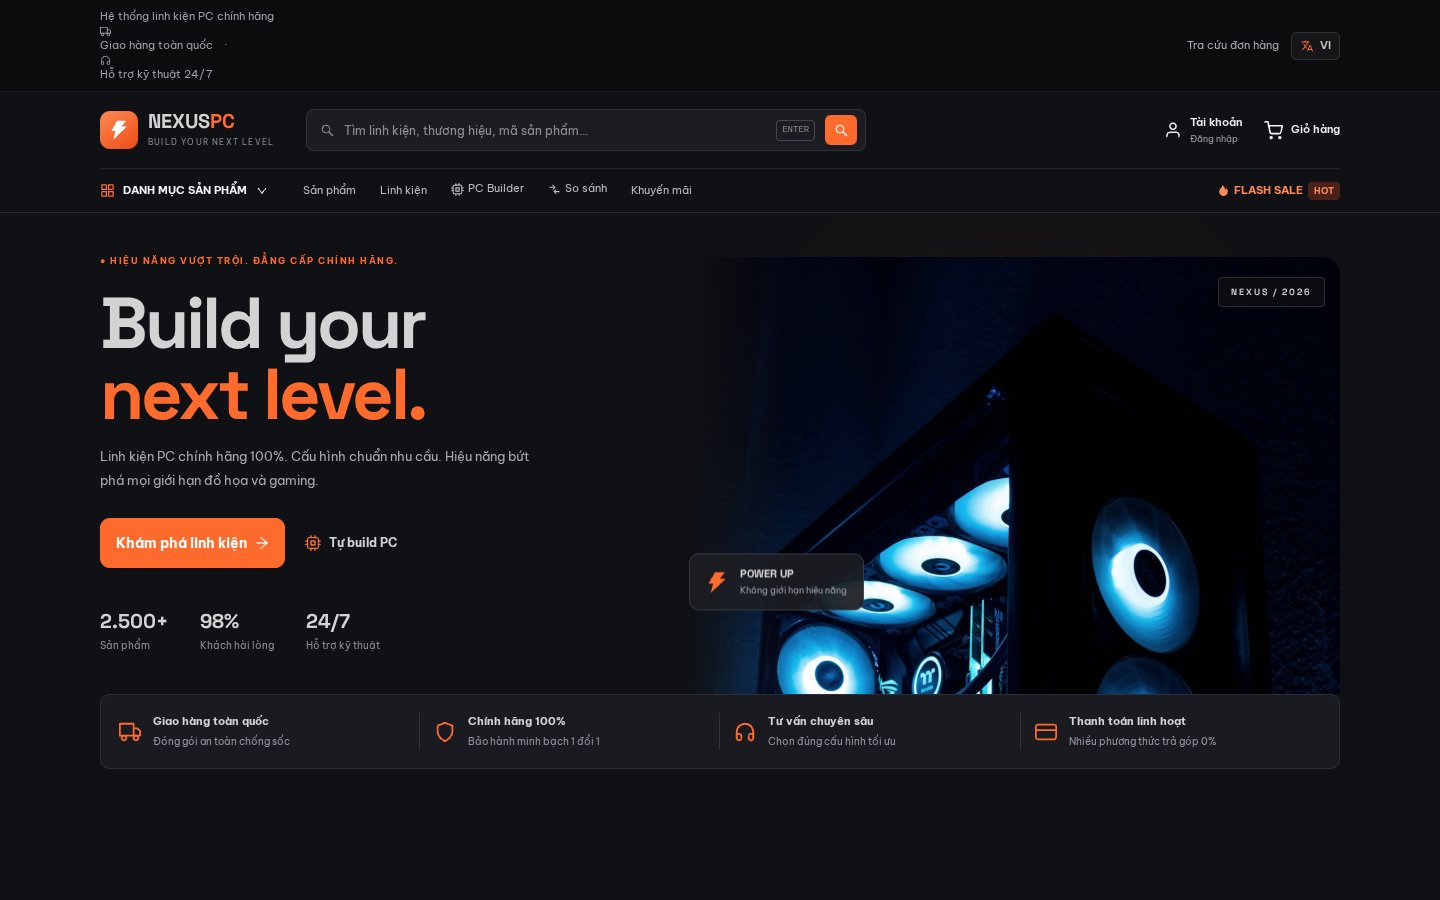 Hệ thống linh kiện PC chính hãng
Giao hàng toàn quốc ·
Hỗ trợ kỹ thuật 24/7
Tra cứu đơn hàng
VI
NEXUSPC
BUILD YOUR NEXT LEVEL
Tìm linh kiện, thương hiệu, mã sản phẩm...
ENTER
Tài khoản
Đăng nhập
Giỏ hàng
DANH MỤC SẢN PHẨM
Sản phẩm
Linh kiện
PC Builder
So sánh
Khuyến mãi
FLASH SALE HOT
• HIỆU NĂNG VƯỢT TRỘI. ĐẲNG CẤP CHÍNH HÃNG.
Build your
next level.
Linh kiện PC chính hãng 100%. Cấu hình chuẩn nhu cầu. Hiệu năng bứt
phá mọi giới hạn đồ họa và gaming.
Khám phá linh kiện
Tự build PC
2.500+
Sản phẩm
98%
Khách hài lòng
24/7
Hỗ trợ kỹ thuật
NEXUS / 2026
POWER UP
Không giới hạn hiệu năng
Giao hàng toàn quốc
Đóng gói an toàn chống sốc
Chính hãng 100%
Bảo hành minh bạch 1 đổi 1
Tư vấn chuyên sâu
Chọn đúng cấu hình tối ưu
Thanh toán linh hoạt
Nhiều phương thức trả góp 0%